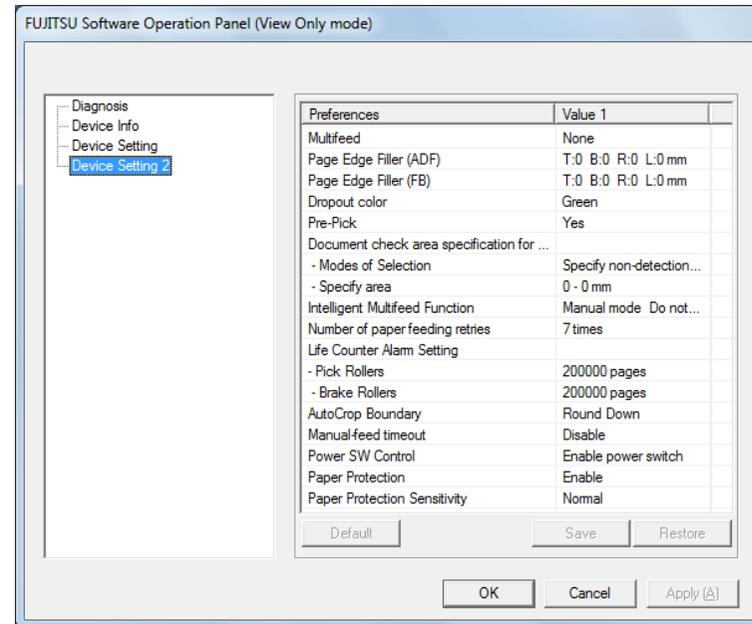 FUJITSU Software Operation Panel (View Only mode)
Diagnosis
Device Info
Device Setting
Device Setting 2
Preferences Value 1
Multifeed None
Page Edge Filler (ADF) T:0 B:0 R:0 L:0 mm
Page Edge Filler (FB) T:0 B:0 R:0 L:0 mm
Dropout color Green
Pre-Pick Yes
Document check area specification for ...
- Modes of Selection Specify non-detection...
- Specify area 0 - 0 mm
Intelligent Multifeed Function Manual mode Do not...
Number of paper feeding retries 7 times
Life Counter Alarm Setting
- Pick Rollers 200000 pages
- Brake Rollers 200000 pages
AutoCrop Boundary Round Down
Manual-feed timeout Disable
Power SW Control Enable power switch
Paper Protection Enable
Paper Protection Sensitivity Normal
Default Save Restore
OK Cancel Apply (A)